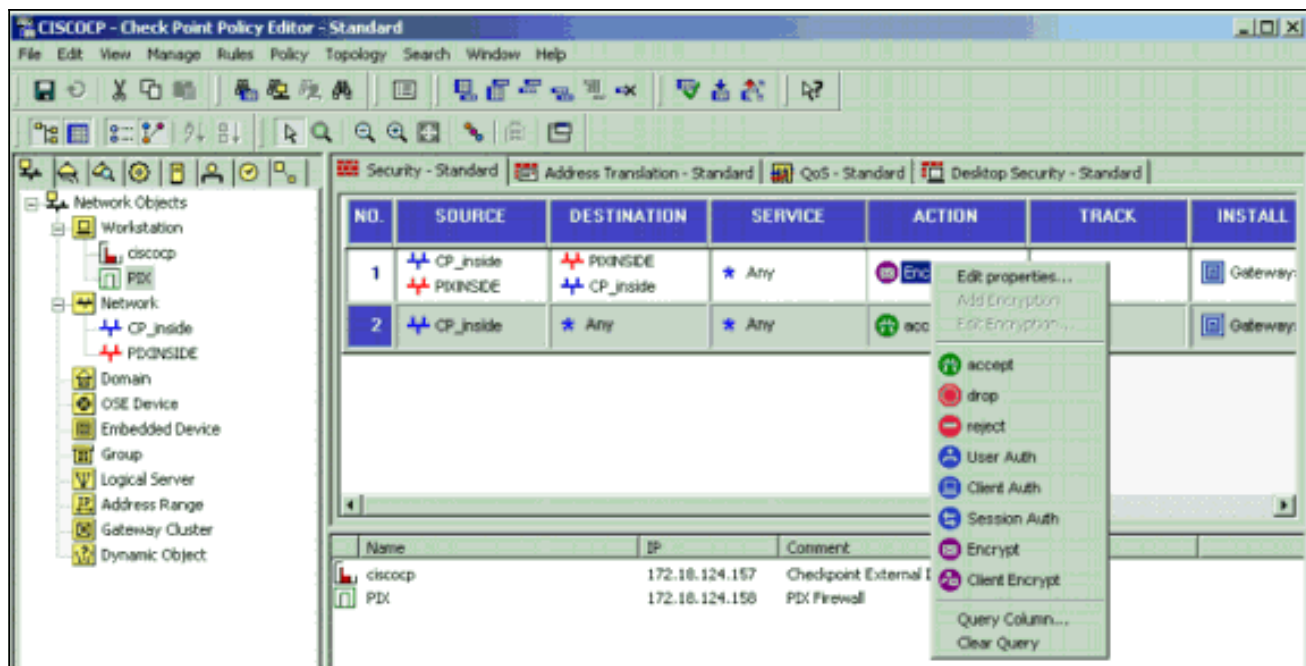 CISCOCP - Check Point Policy Editor - Standard
File Edit View Manage Rules Policy Topology Search Window Help
Security - Standard Address Translation - Standard QoS - Standard Desktop Security - Standard
Network Objects
Workstation
ciscocp
PIX
Network
CP_inside
PIXINSIDE
Domain
OSE Device
Embedded Device
Group
Logical Server
Address Range
Gateway Cluster
Dynamic Object
NO. SOURCE DESTINATION SERVICE ACTION TRACK INSTALL
1 CP_inside PIXINSIDE Any Enc Gateway
PIXINSIDE CP_inside
2 CP_inside Any Any acc Gateway
Edit properties...
Add Encryption
Edit Encryption...
accept
drop
reject
User Auth
Client Auth
Session Auth
Encrypt
Client Encrypt
Query Column...
Clear Query
Name IP Comment
ciscocp 172.18.124.157 Checkpoint External
PIX 172.18.124.158 PIX Firewall